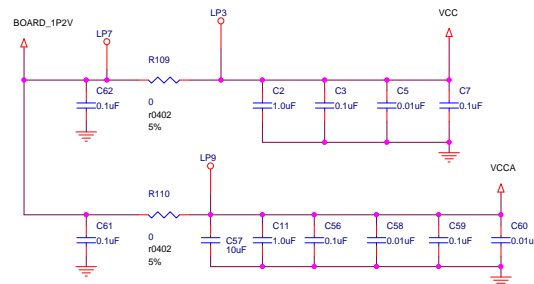 BOARD_1P2V
LP7
LP3
VCC
R109
C62
0.1uF
0
r0402
5%
C2
1.0uF
C3
0.1uF
C5
0.01uF
C7
0.1uF
LP9
VCCA
R110
C61
0.1uF
0
r0402
5%
C57
10uF
C11
1.0uF
C56
0.1uF
C58
0.01uF
C59
0.1uF
C60
0.01u